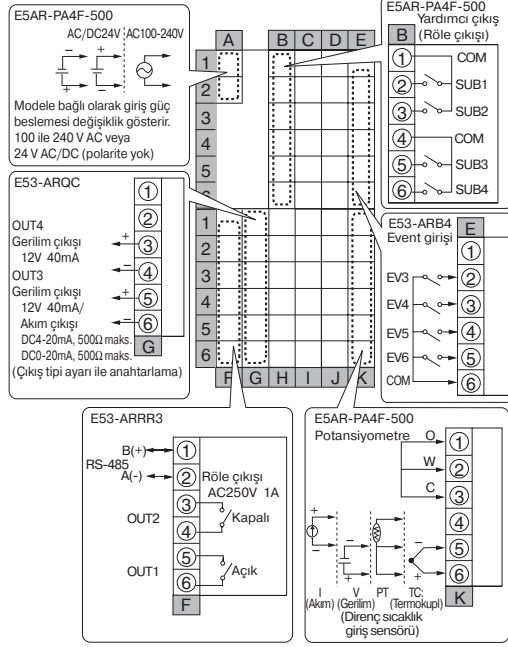 E5AR-PA4F-500
AC/DC24V AC100-240V
− + 
+ −
Modele bağlı olarak giriş güç
beslemesi değişiklik gösterir.
100 ile 240 V AC veya
24 V AC/DC (polarite yok)
A B C D E
1
2
3
4
5
6
1
2
3
4
5
6
F G H I J K
E5AR-PA4F-500
Yardımcı çıkış
(Röle çıkışı)
B
1 COM
2 SUB1
3 SUB2
4 COM
5 SUB3
6 SUB4
E53-ARQC
1
2
OUT4
Gerilim çıkışı + 3
12V 40mA − 4
OUT3
Gerilim çıkışı + 5
12V 40mA/
Akım çıkışı − 6
DC4-20mA, 500Ω maks.
DC0-20mA, 500Ω maks.
G
(Çıkış tipi ayarı ile anahtarlama)
E53-ARB4
Event girişi
E
1
EV3 2
EV4 3
EV5 4
EV6 5
COM 6
E53-ARRR3
B(+) 1
RS-485
A(-) 2
Röle çıkışı
AC250V 1A
3
OUT2 Kapalı
4
5
OUT1 Açık
6
F
E5AR-PA4F-500
Potansiyometre
O 1
W 2
C 3
4
5
6
K
+ − − + − +
I V PT TC:
(Akım) (Gerilim) (Termokupl)
(Direnç sıcaklık
giriş sensörü)